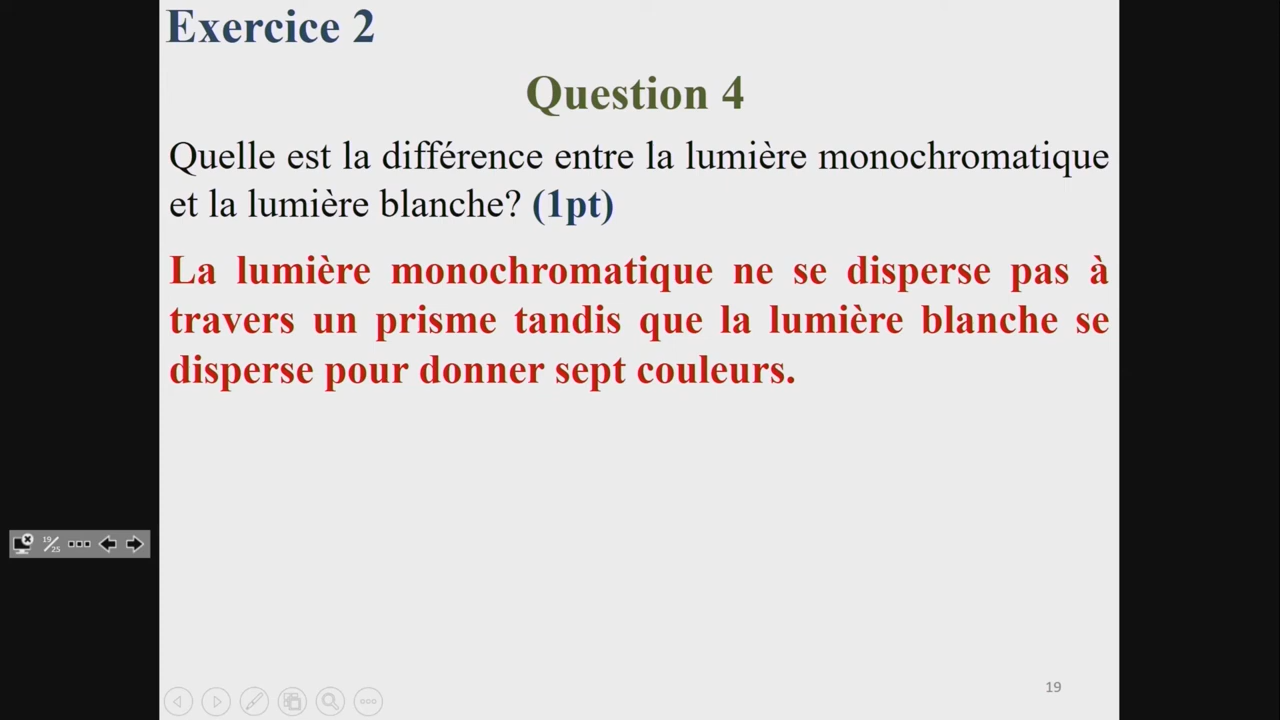 Exercice 2
Question 4
Quelle est la différence entre la lumière monochromatique
et la lumière blanche? (1pt)
La lumière monochromatique ne se disperse pas à
travers un prisme tandis que la lumière blanche se
disperse pour donner sept couleurs.
19/25
19